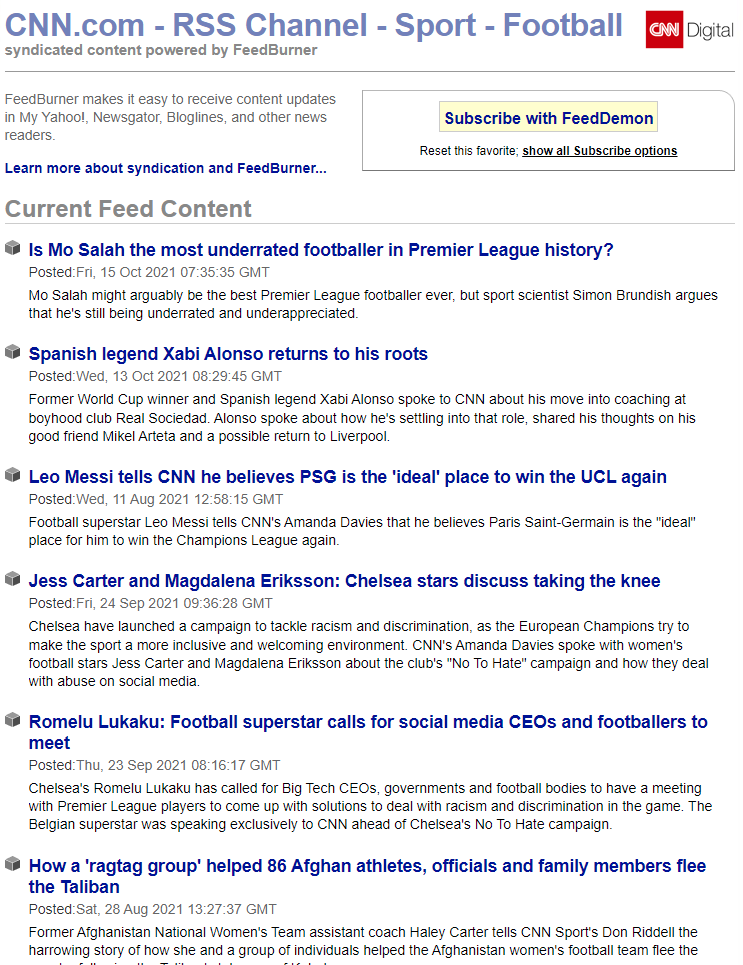 CNN.com - RSS Channel - Sport - Football
CNN Digital
syndicated content powered by FeedBurner
FeedBurner makes it easy to receive content updates
in My Yahoo!, Newsgator, Bloglines, and other news
readers.
Learn more about syndication and FeedBurner...
Subscribe with FeedDemon
Reset this favorite; show all Subscribe options
Current Feed Content
Is Mo Salah the most underrated footballer in Premier League history?
Posted:Fri, 15 Oct 2021 07:35:35 GMT
Mo Salah might arguably be the best Premier League footballer ever, but sport scientist Simon Brundish argues
that he's still being underrated and underappreciated.
Spanish legend Xabi Alonso returns to his roots
Posted:Wed, 13 Oct 2021 08:29:45 GMT
Former World Cup winner and Spanish legend Xabi Alonso spoke to CNN about his move into coaching at
boyhood club Real Sociedad. Alonso spoke about how he's settling into that role, shared his thoughts on his
good friend Mikel Arteta and a possible return to Liverpool.
Leo Messi tells CNN he believes PSG is the 'ideal' place to win the UCL again
Posted:Wed, 11 Aug 2021 12:58:15 GMT
Football superstar Leo Messi tells CNN's Amanda Davies that he believes Paris Saint-Germain is the "ideal"
place for him to win the Champions League again.
Jess Carter and Magdalena Eriksson: Chelsea stars discuss taking the knee
Posted:Fri, 24 Sep 2021 09:36:28 GMT
Chelsea have launched a campaign to tackle racism and discrimination, as the European Champions try to
make the sport a more inclusive and welcoming environment. CNN's Amanda Davies spoke with women's
football stars Jess Carter and Magdalena Eriksson about the club's "No To Hate" campaign and how they deal
with abuse on social media.
Romelu Lukaku: Football superstar calls for social media CEOs and footballers to
meet
Posted:Thu, 23 Sep 2021 08:16:17 GMT
Chelsea's Romelu Lukaku has called for Big Tech CEOs, governments and football bodies to have a meeting
with Premier League players to come up with solutions to deal with racism and discrimination in the game. The
Belgian superstar was speaking exclusively to CNN ahead of Chelsea's No To Hate campaign.
How a 'ragtag group' helped 86 Afghan athletes, officials and family members flee
the Taliban
Posted:Sat, 28 Aug 2021 13:27:37 GMT
Former Afghanistan National Women's Team assistant coach Haley Carter tells CNN Sport's Don Riddell the
harrowing story of how she and a group of individuals helped the Afghanistan women's football team flee the